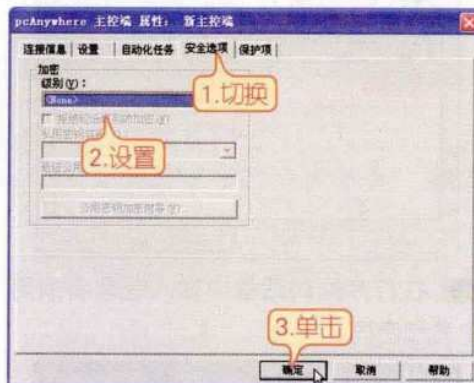 pcAnywhere 主控端 属性： 新主控端
连接信息 设置 自动化任务 安全选项 保护项
加密
级别(V)：
<None>
1.切换
2.设置
3.单击
确定 取消 帮助